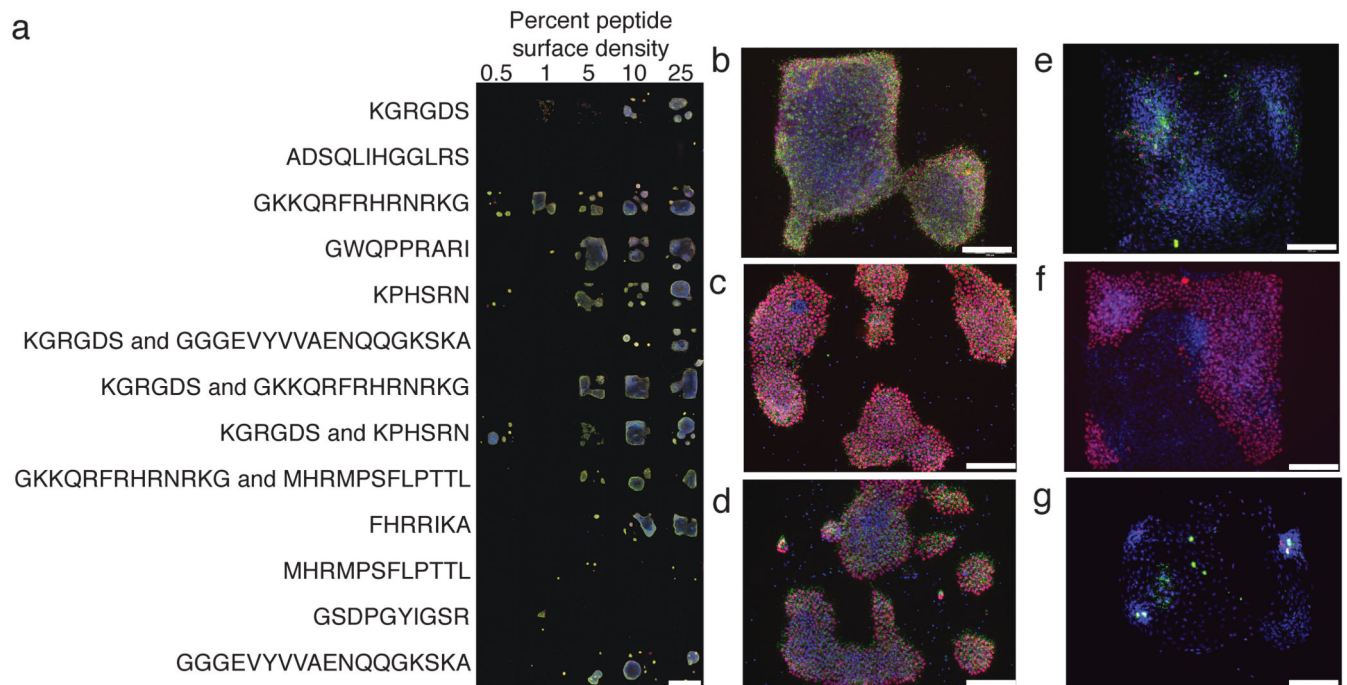 a
Percent peptide
surface density
0.5 1 5 10 25
KGRGDS
ADSQLIHGGLRS
GKKQRFRHRNRKG
GWQPPRARI
KPHSRN
KGRGDS and GGGEVYVVAENQQGKSKA
KGRGDS and GKKQRFRHRNRKG
KGRGDS and KPHSRN
GKKQRFRHRNRKG and MHRMPSFLPTTL
FHRRIKA
MHRMPSFLPTTL
GSDPGYIGSR
GGGEVYVVAENQQGKSKA
b
c
d
e
f
g